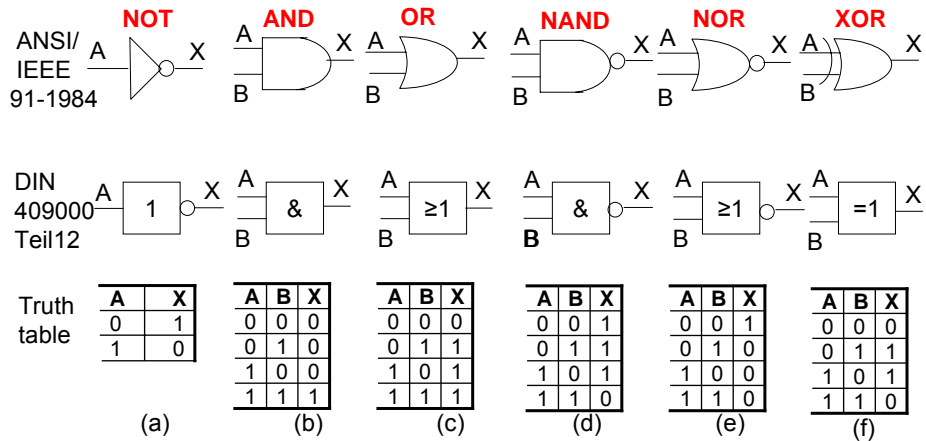 NOT AND OR NAND NOR XOR
ANSI/
IEEE
91-1984
A X A B X A B X A B X A B X A B X
DIN
409000
Teil12
A 1 X A B & X A B ≥1 X A B & X A B ≥1 X A B =1 X
Truth
table
A X
0 1
1 0
(a)
A B X
0 0 0
0 1 0
1 0 0
1 1 1
(b)
A B X
0 0 0
0 1 1
1 0 1
1 1 1
(c)
A B X
0 0 1
0 1 1
1 0 1
1 1 0
(d)
A B X
0 0 1
0 1 0
1 0 0
1 1 0
(e)
A B X
0 0 0
0 1 1
1 0 1
1 1 0
(f)